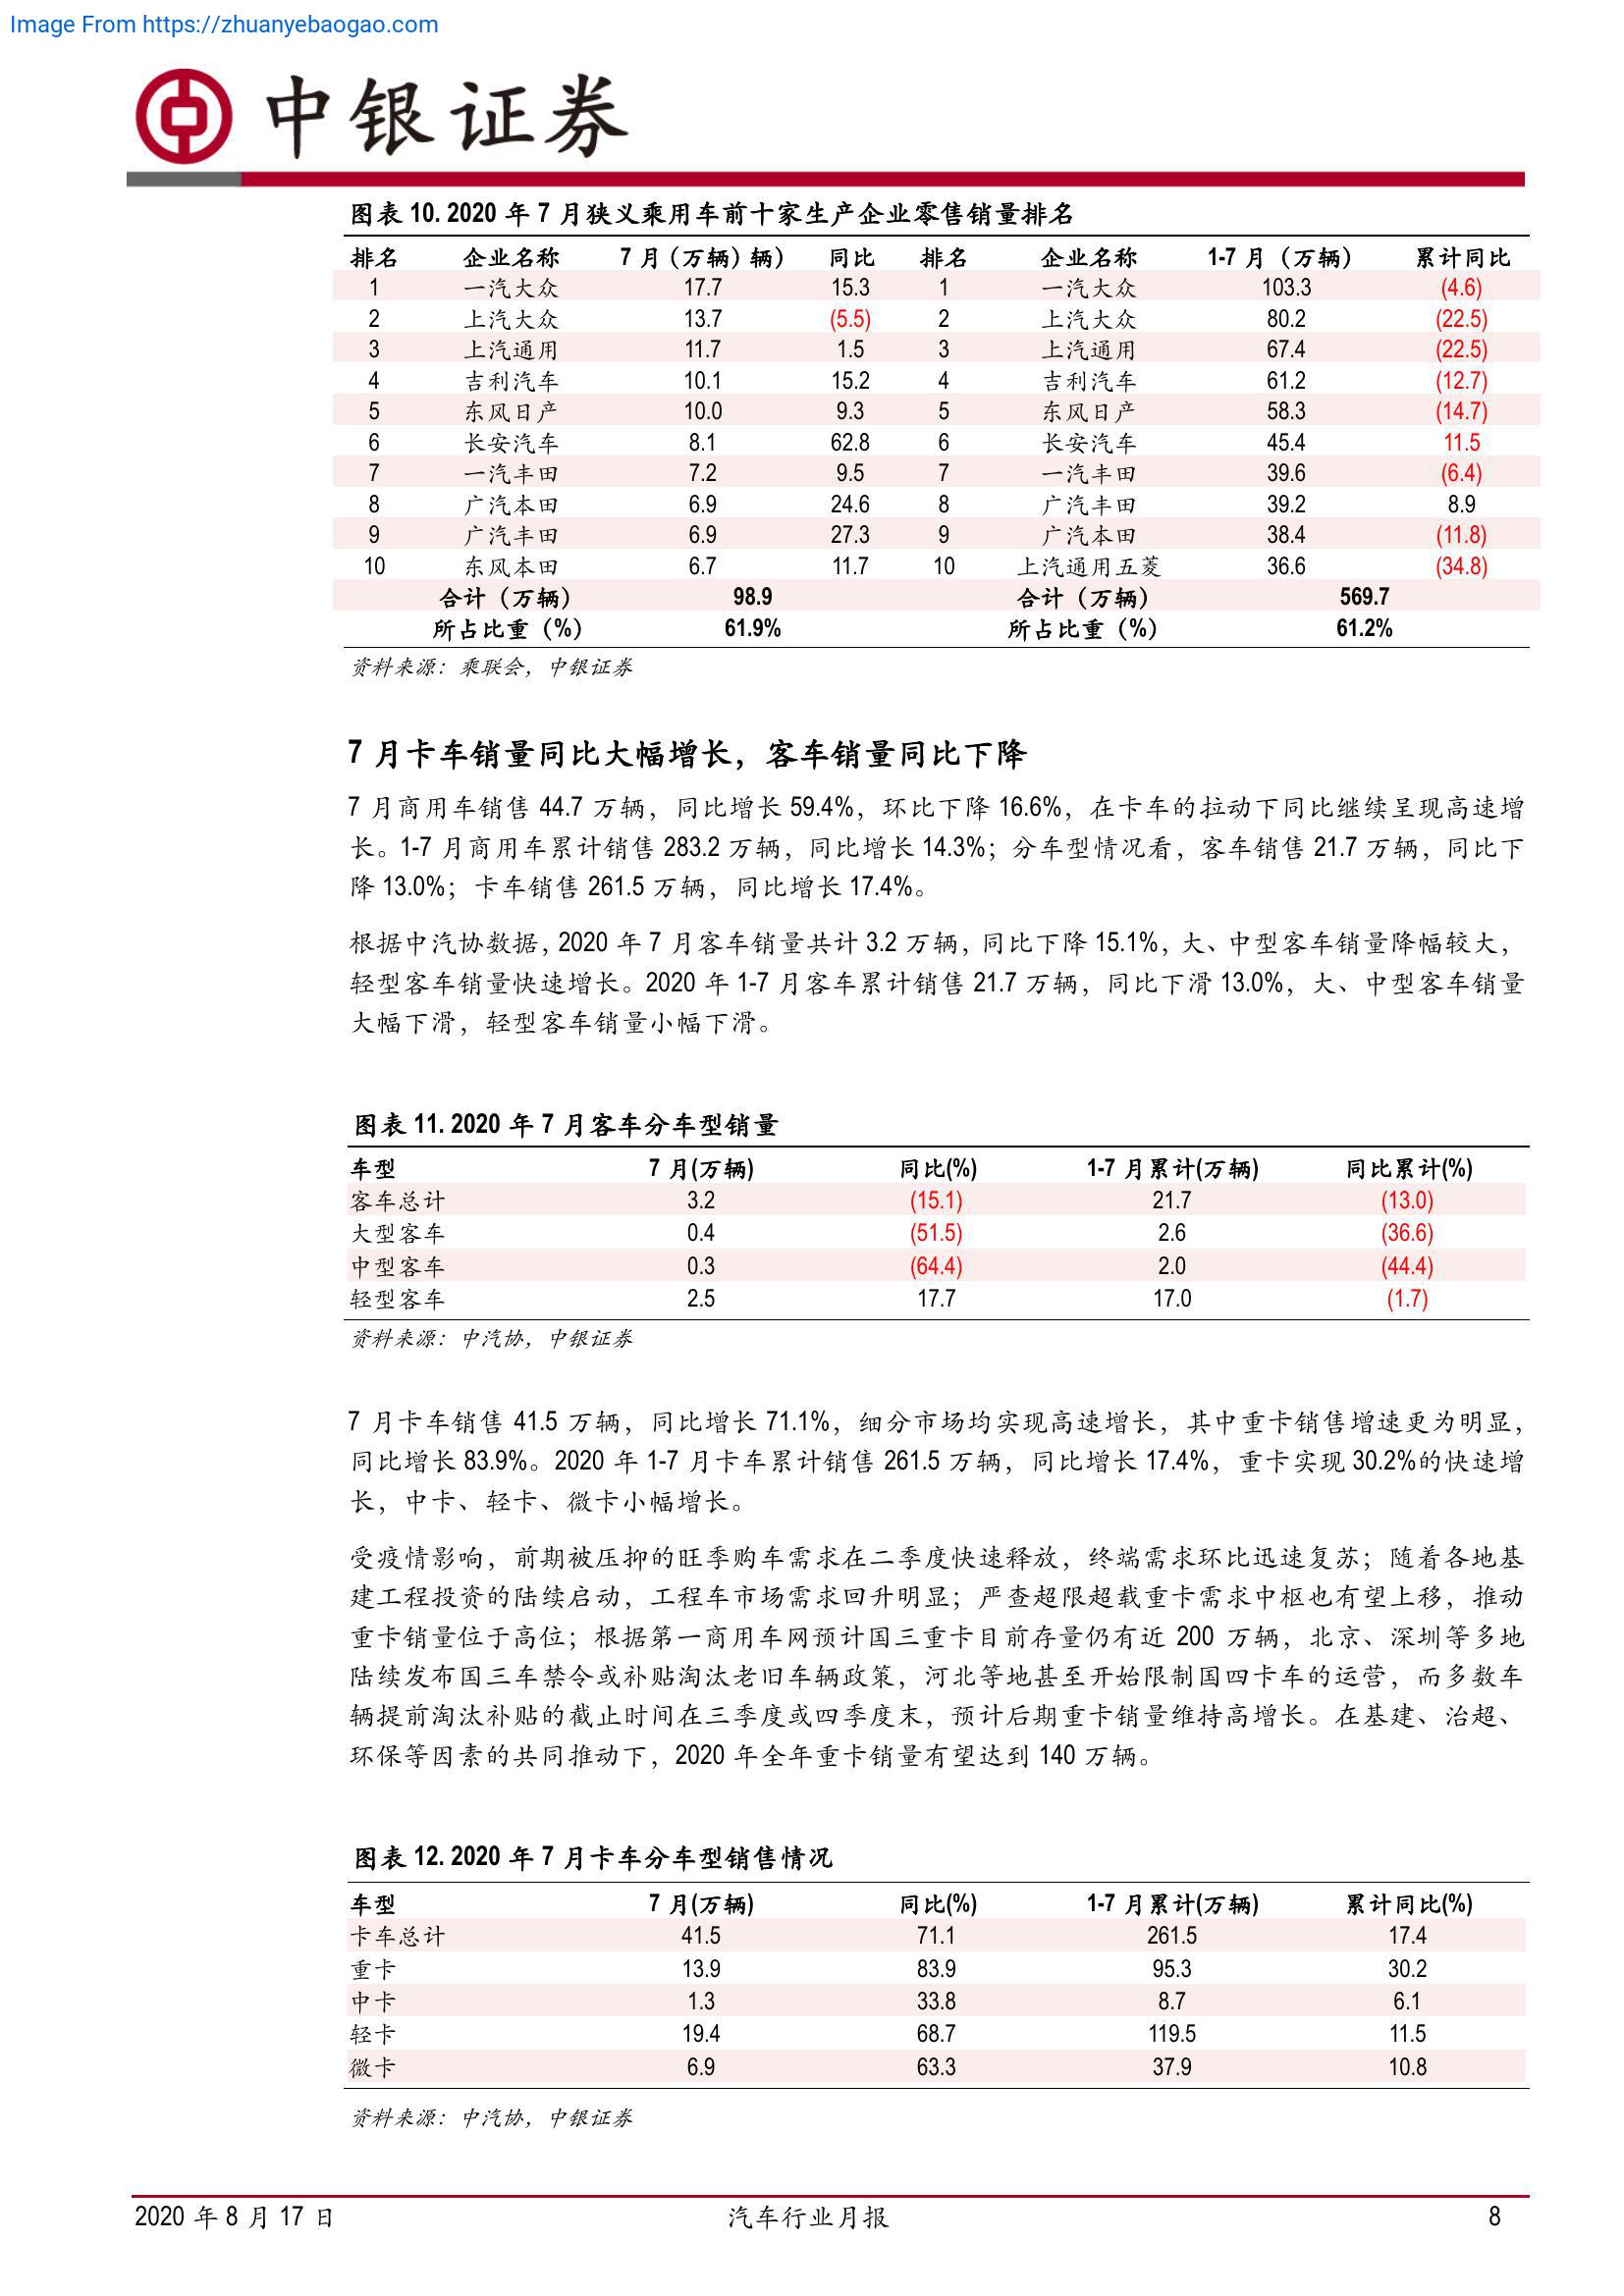 Image From https://zhuanyebaogao.com
中银证券
图表 10. 2020 年 7 月狭义乘用车前十家生产企业零售销量排名
排名 企业名称 7 月（万辆）辆） 同比 排名 企业名称 1-7 月（万辆） 累计同比
1 一汽大众 17.7 15.3 1 一汽大众 103.3 (4.6)
2 上汽大众 13.7 (5.5) 2 上汽大众 80.2 (22.5)
3 上汽通用 11.7 1.5 3 上汽通用 67.4 (22.5)
4 吉利汽车 10.1 15.2 4 吉利汽车 61.2 (12.7)
5 东风日产 10.0 9.3 5 东风日产 58.3 (14.7)
6 长安汽车 8.1 62.8 6 长安汽车 45.4 11.5
7 一汽丰田 7.2 9.5 7 一汽丰田 39.6 (6.4)
8 广汽本田 6.9 24.6 8 广汽丰田 39.2 8.9
9 广汽丰田 6.9 27.3 9 广汽本田 38.4 (11.8)
10 东风本田 6.7 11.7 10 上汽通用五菱 36.6 (34.8)
合计（万辆） 98.9 合计（万辆） 569.7
所占比重（%） 61.9% 所占比重（%） 61.2%
资料来源：乘联会，中银证券
7 月卡车销量同比大幅增长，客车销量同比下降
7 月商用车销售 44.7 万辆，同比增长 59.4%，环比下降 16.6%，在卡车的拉动下同比继续呈现高速增
长。1-7 月商用车累计销售 283.2 万辆，同比增长 14.3%；分车型情况看，客车销售 21.7 万辆，同比下
降 13.0%；卡车销售 261.5 万辆，同比增长 17.4%。
根据中汽协数据，2020 年 7 月客车销量共计 3.2 万辆，同比下降 15.1%，大、中型客车销量降幅较大，
轻型客车销量快速增长。2020 年 1-7 月客车累计销售 21.7 万辆，同比下滑 13.0%，大、中型客车销量
大幅下滑，轻型客车销量小幅下滑。
图表 11. 2020 年 7 月客车分车型销量
车型 7 月(万辆) 同比(%) 1-7 月累计(万辆) 同比累计(%)
客车总计 3.2 (15.1) 21.7 (13.0)
大型客车 0.4 (51.5) 2.6 (36.6)
中型客车 0.3 (64.4) 2.0 (44.4)
轻型客车 2.5 17.7 17.0 (1.7)
资料来源：中汽协，中银证券
7 月卡车销售 41.5 万辆，同比增长 71.1%，细分市场均实现高速增长，其中重卡销售增速更为明显，
同比增长 83.9%。2020 年 1-7 月卡车累计销售 261.5 万辆，同比增长 17.4%，重卡实现 30.2%的快速增
长，中卡、轻卡、微卡小幅增长。
受疫情影响，前期被压抑的旺季购车需求在二季度快速释放，终端需求环比迅速复苏；随着各地基
建工程投资的陆续启动，工程车市场需求回升明显；严查超限超载重卡需求中枢也有望上移，推动
重卡销量位于高位；根据第一商用车网预计国三重卡目前存量仍有近 200 万辆，北京、深圳等多地
陆续发布国三车禁令或补贴淘汰老旧车辆政策，河北等地甚至开始限制国四卡车的运营，而多数车
辆提前淘汰补贴的截止时间在三季度或四季度末，预计后期重卡销量维持高增长。在基建、治超、
环保等因素的共同推动下，2020 年全年重卡销量有望达到 140 万辆。
图表 12. 2020 年 7 月卡车分车型销售情况
车型 7 月(万辆) 同比(%) 1-7 月累计(万辆) 累计同比(%)
卡车总计 41.5 71.1 261.5 17.4
重卡 13.9 83.9 95.3 30.2
中卡 1.3 33.8 8.7 6.1
轻卡 19.4 68.7 119.5 11.5
微卡 6.9 63.3 37.9 10.8
资料来源：中汽协，中银证券
2020 年 8 月 17 日 汽车行业月报 8